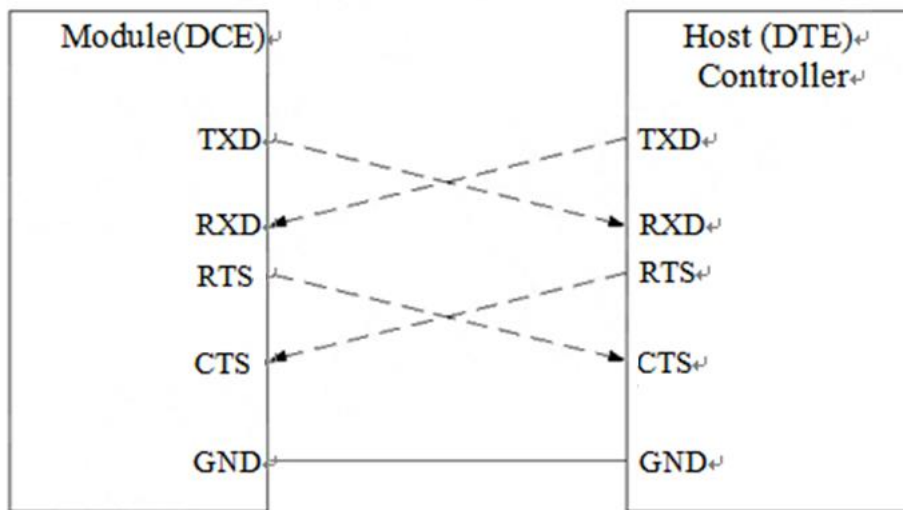 Module(DCE)
TXD
RXD
RTS
CTS
GND
Host (DTE)
Controller
TXD
RXD
RTS
CTS
GND